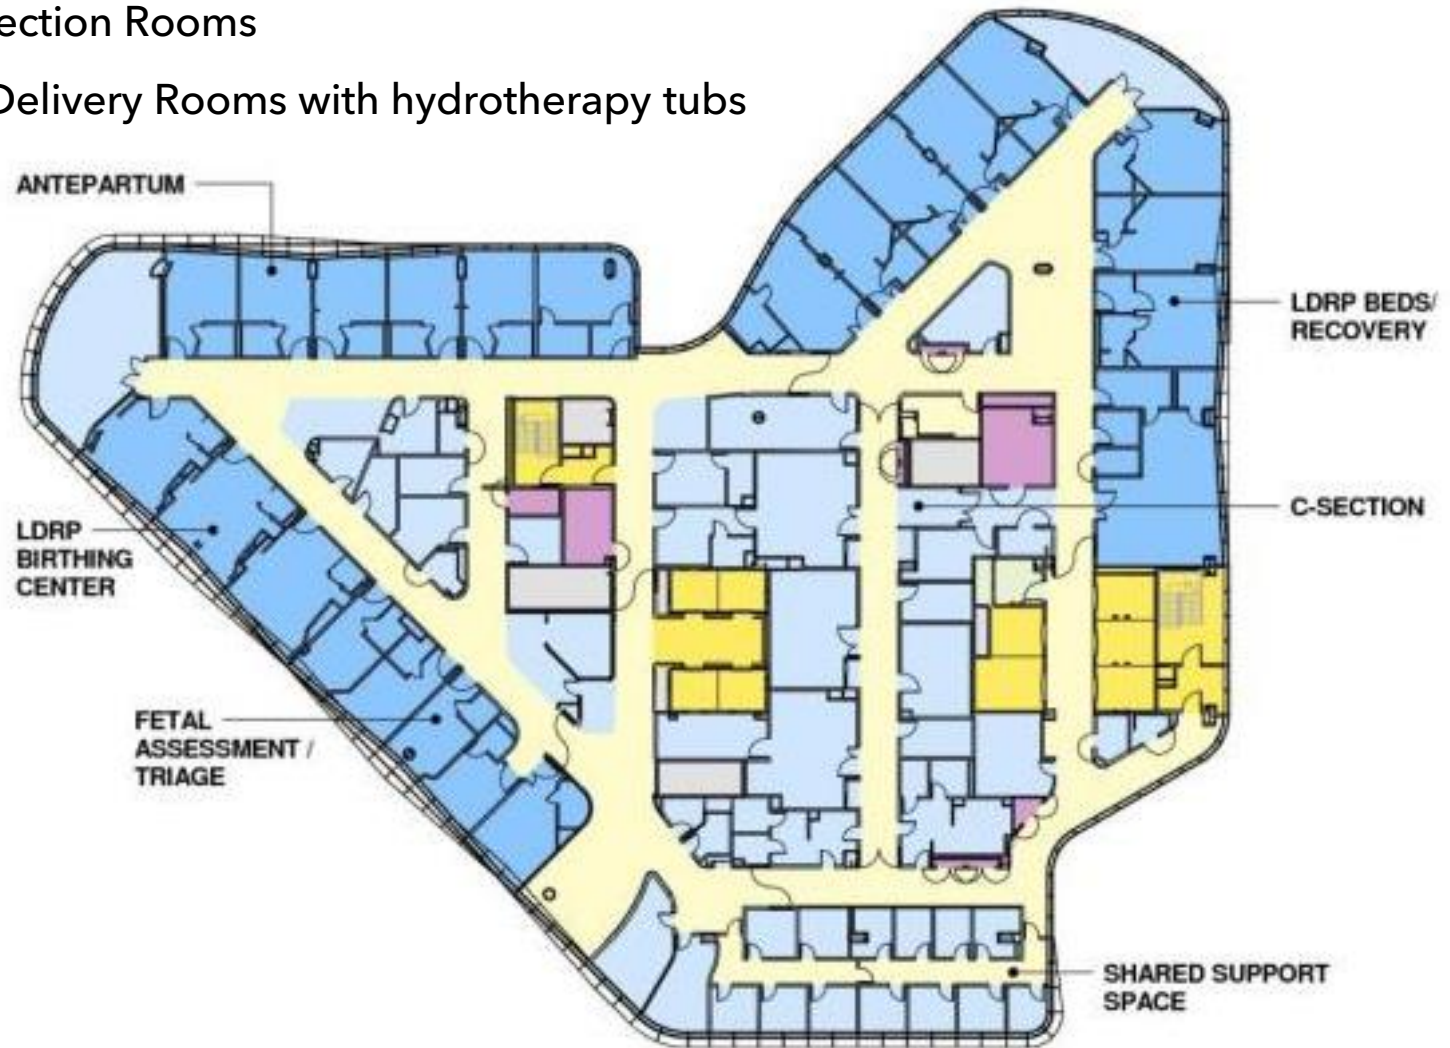 ection Rooms
Delivery Rooms with hydrotherapy tubs
ANTEPARTUM
LDRP BEDS/
RECOVERY
C-SECTION
LDRP
BIRTHING
CENTER
FETAL
ASSESSMENT /
TRIAGE
SHARED SUPPORT
SPACE